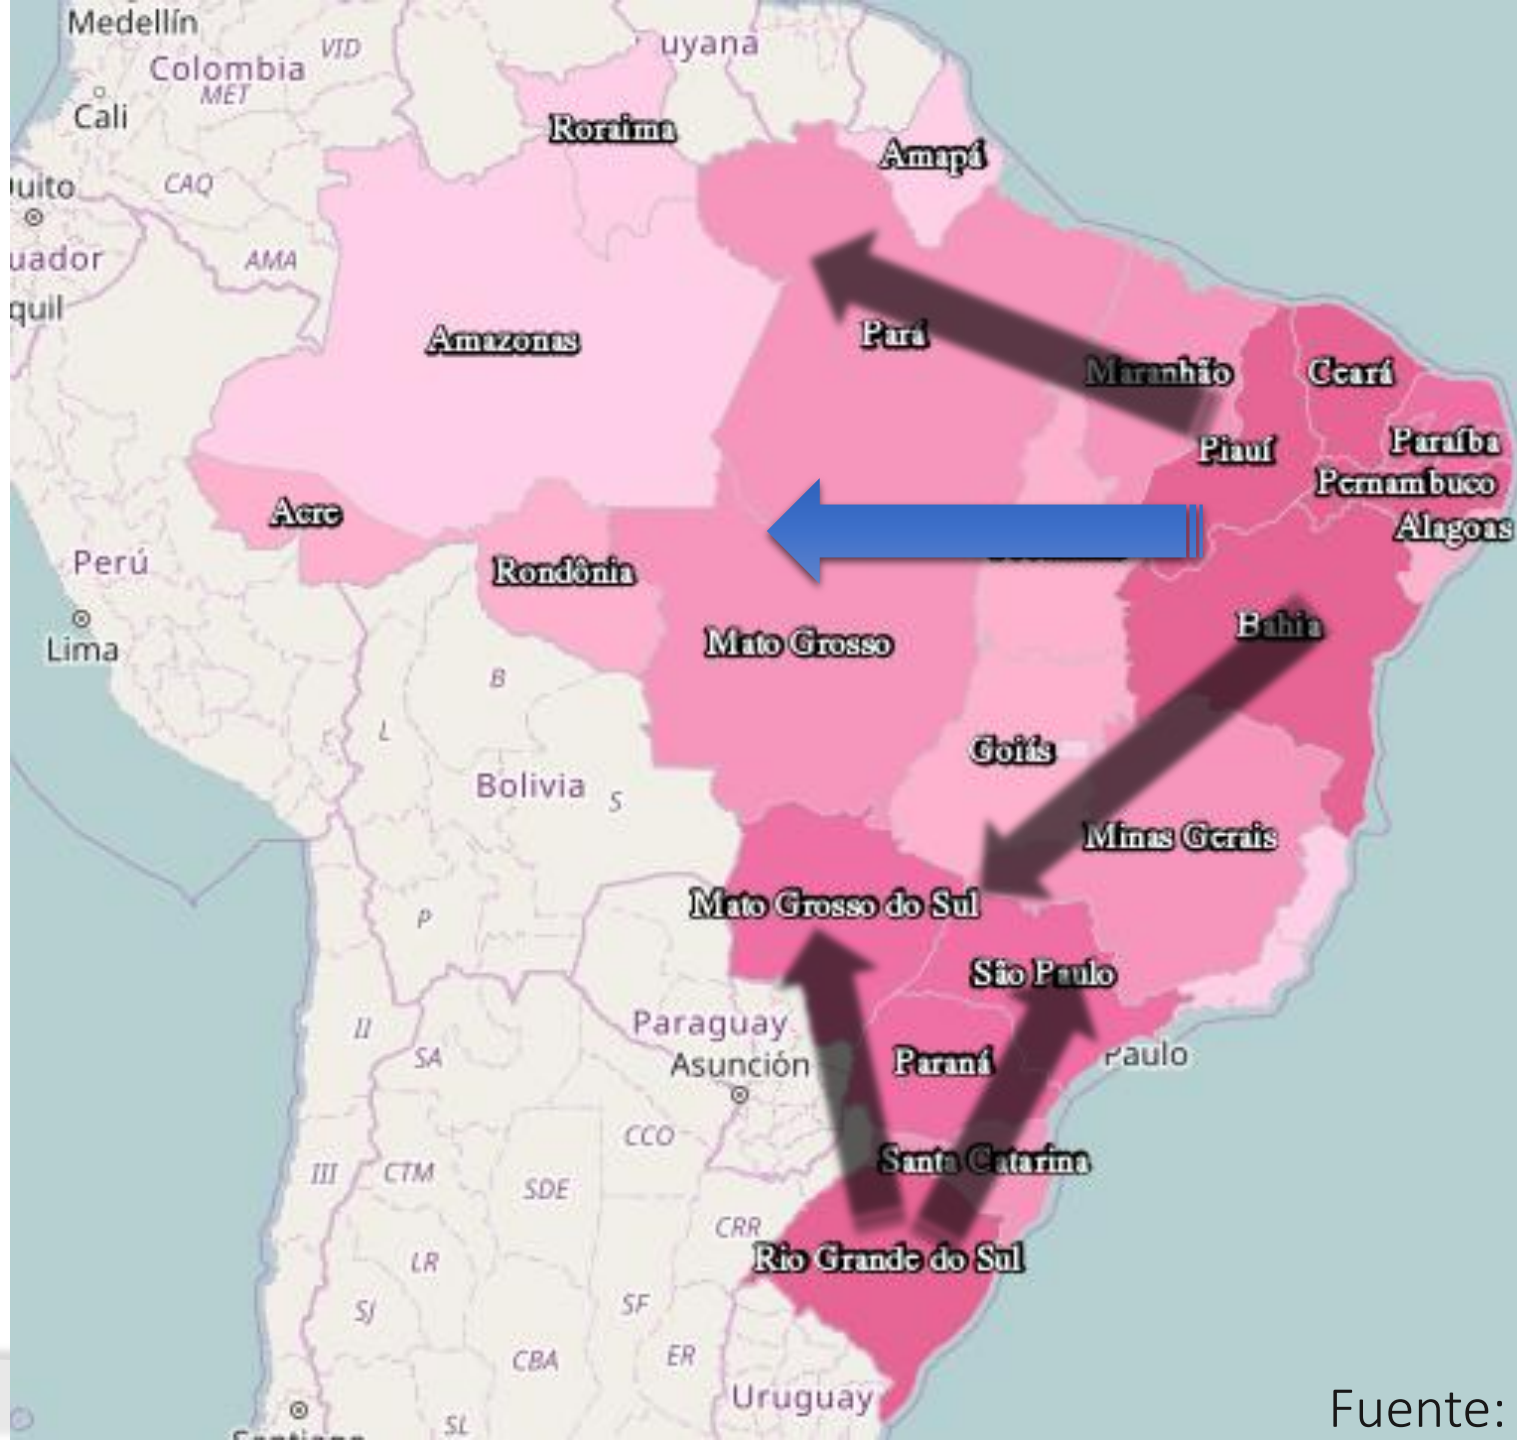 Medellín
VID
Colombia
MET
Cali
uyana
Roraima
Amapá
CAQ
uito
uador
AMA
quil
Amazonas
Pará
Maranhão
Ceará
Piauí
Paraíba
Pernambuco
Alagoas
Acre
Perú
Rondônia
Lima
Mato Grosso
Bahia
B
L
Goiás
Bolivia
S
Minas Gerais
P
Mato Grosso do Sul
São Paulo
Paraguay
II
SA
Asunción
Paraná
Paulo
CCO
III
CTM
SDE
Santa Catarina
CRR
Rio Grande do Sul
LR
SJ
SF
CBA
ER
Uruguay
SL
Fuente: